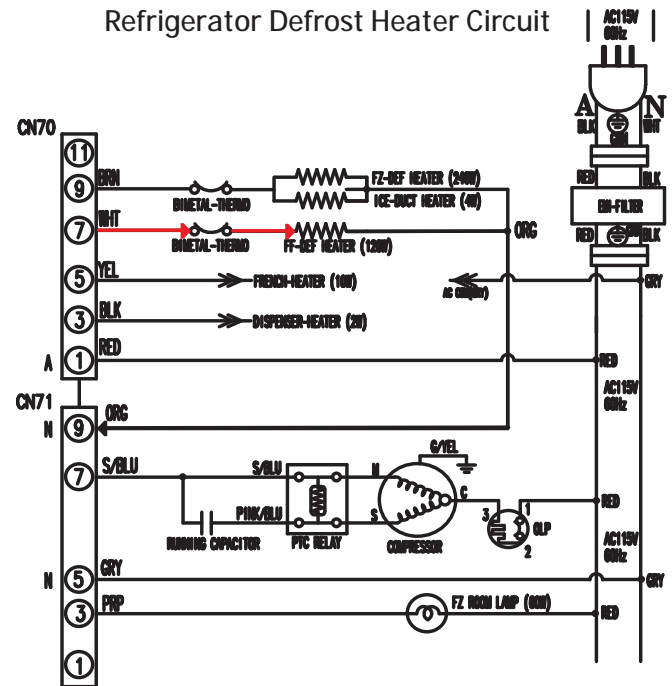 Refrigerator Defrost Heater Circuit
AC115V
60Hz
A N
BLK WHT
GRN
CN70
11
RED BLK
EMI-FILTER
RED BLK
9 BRN
BIMETAL-THERMO
FZ-DEF HEATER (240W)
ICE-DUCT HEATER (4W)
7 WHT
BIMETAL-THERMO
FF-DEF HEATER (120W)
ORG
5 YEL
FRENCH-HEATER (10W)
GRY
3 BLK
DISPENSER-HEATER (2W)
A 1 RED
RED
AC115V
60Hz
CN71
N 9 ORG
7 S/BLU
S/BLU
PINK/BLU
RUNNING CAPACITOR
PTC RELAY
M
S
C
G/YEL
COMPRESSOR
3 1
2
OLP
RED
AC115V
60Hz
N 5 GRY
GRY
3 PRP
FZ ROOM LAMP (60W)
RED
1